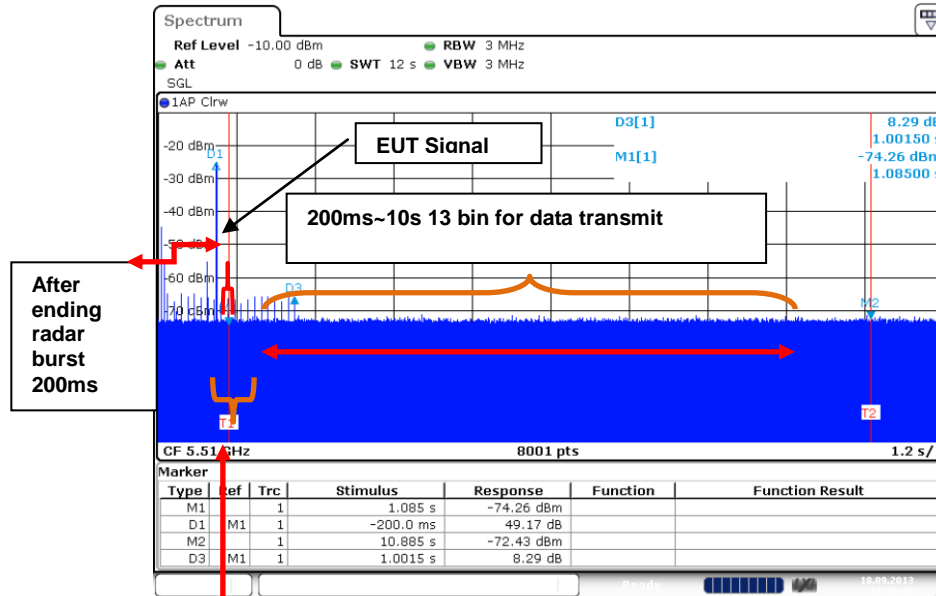 Spectrum
Ref Level -10.00 dBm RBW 3 MHz
Att 0 dB SWT 12 s VBW 3 MHz
SGL
1AP Clrw
D3[1] 8.29 dB
1.00150 s
M1[1] -74.26 dBm
1.08500 s
-20 dBm
D1
EUT Signal
-30 dBm
-40 dBm
200ms~10s 13 bin for data transmit
-50 dBm
After
ending
radar
burst
200ms
-60 dBm
D3
M2
-70 dBm
T1
T2
CF 5.51 GHz 8001 pts 1.2 s/
Marker
Type Ref Trc Stimulus Response Function Function Result
M1 1 1.085 s -74.26 dBm
D1 M1 1 -200.0 ms 49.17 dB
M2 1 10.885 s -72.43 dBm
D3 M1 1 1.0015 s 8.29 dB
Ready
18.09.2013